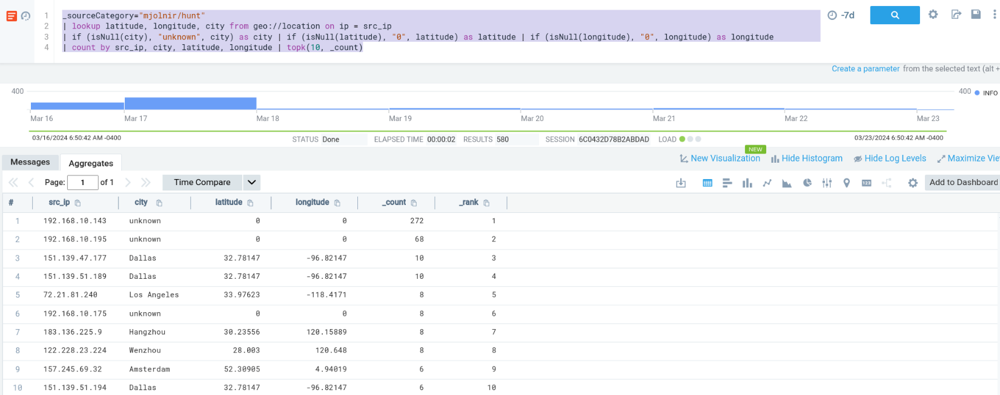 1 _sourceCategory="mjolnir/hunt"
2 | lookup latitude, longitude, city from geo://location on ip = src_ip
3 | if (isNull(city), "unknown", city) as city | if (isNull(latitude), "0", latitude) as latitude | if (isNull(longitude), "0", longitude) as longitude
4 | count by src_ip, city, latitude, longitude | topk(10, _count)
-7d
Create a parameter from the selected text (alt +
400 400 INFO
Mar 16 Mar 17 Mar 18 Mar 19 Mar 20 Mar 21 Mar 22 Mar 23
03/16/2024 6:50:42 AM -0400 STATUS Done ELAPSED TIME 00:00:02 RESULTS 580 SESSION 6C0432D78B2ABDAD LOAD 03/23/2024 6:50:42 AM -0400
NEW
Messages Aggregates New Visualization Hide Histogram Hide Log Levels Maximize Vie
Page: 1 of 1 Time Compare 123 Add to Dashboard
# src_ip city latitude longitude _count _rank
1 192.168.10.143 unknown 0 0 272 1
2 192.168.10.195 unknown 0 0 68 2
3 151.139.47.177 Dallas 32.78147 -96.82147 10 3
4 151.139.51.189 Dallas 32.78147 -96.82147 10 4
5 72.21.81.240 Los Angeles 33.97623 -118.4171 8 5
6 192.168.10.175 unknown 0 0 8 6
7 183.136.225.9 Hangzhou 30.23556 120.15889 8 7
8 122.228.23.224 Wenzhou 28.003 120.648 8 8
9 157.245.69.32 Amsterdam 52.30905 4.94019 6 9
10 151.139.51.194 Dallas 32.78147 -96.82147 6 10